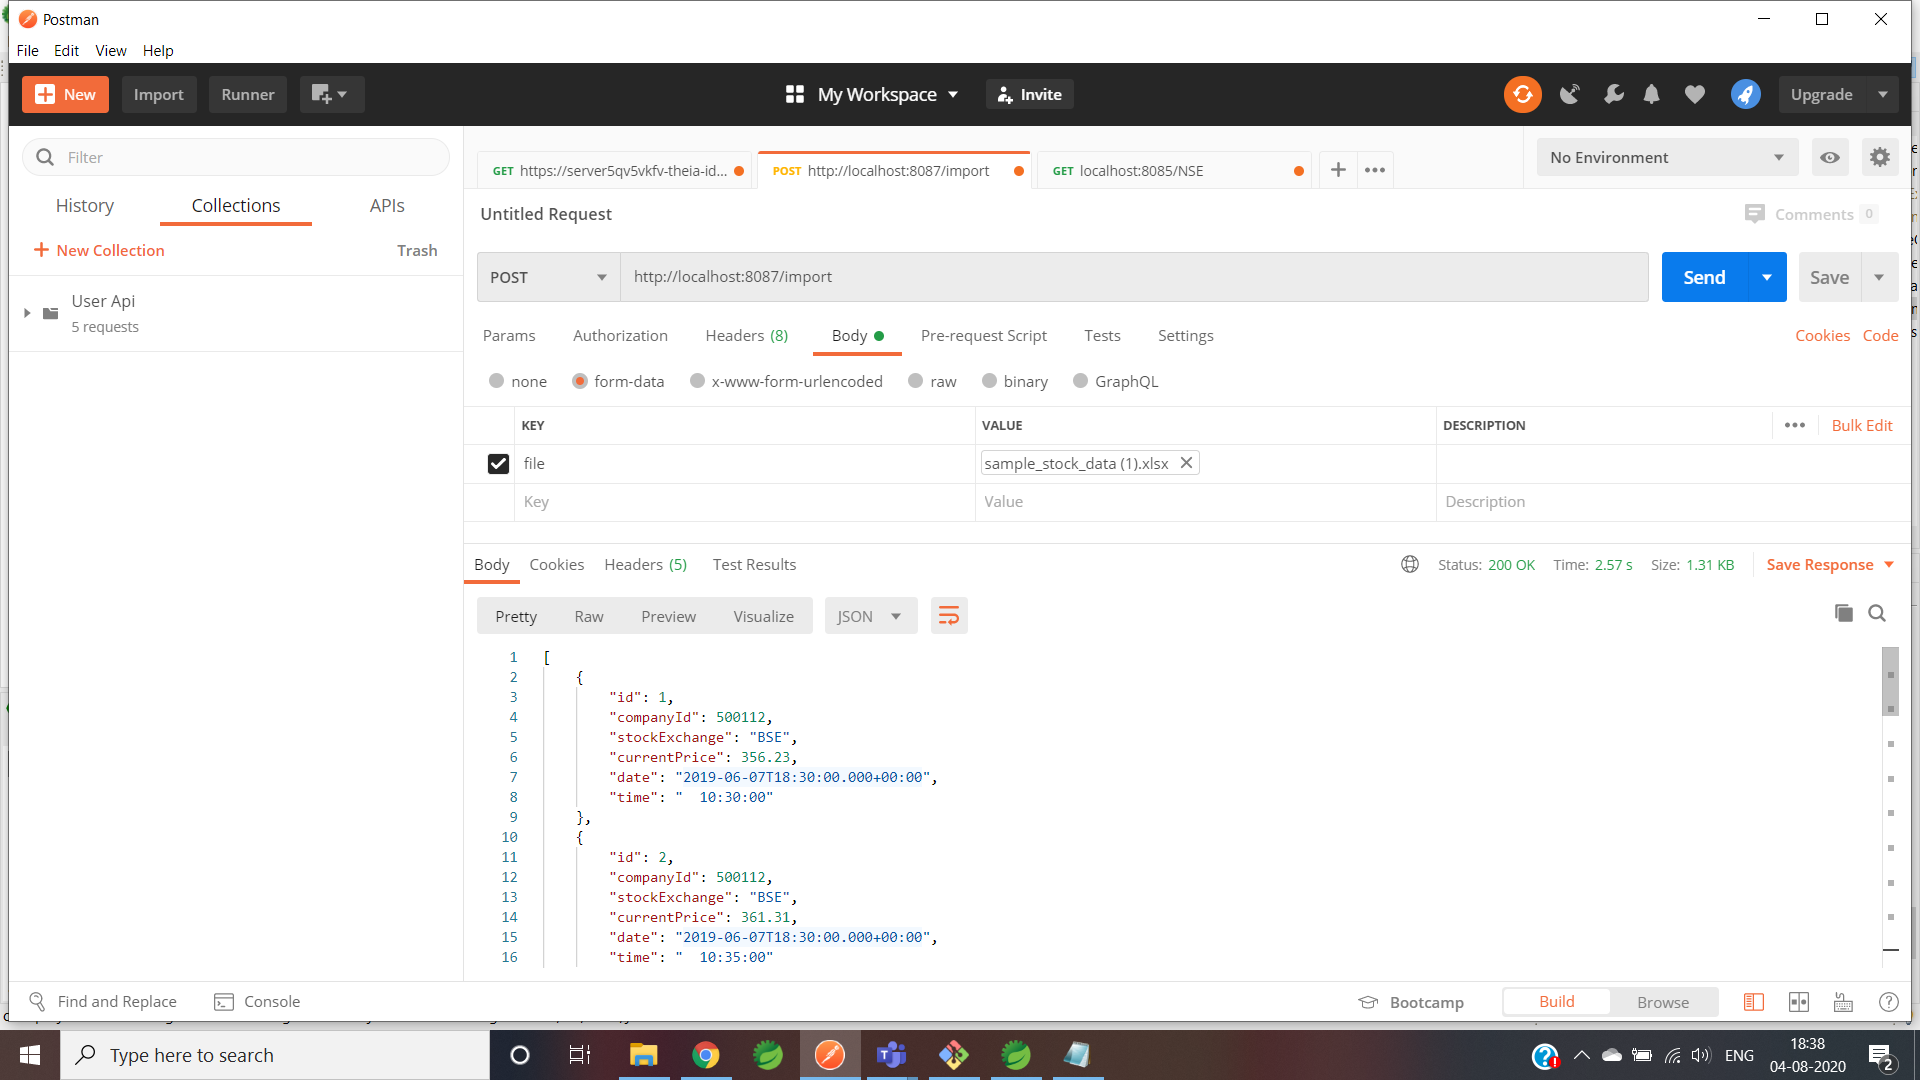 Postman
File Edit View Help
New Import Runner My Workspace Invite Upgrade
Filter
History Collections APIs
New Collection Trash
User Api
5 requests
GET https://server5qv5vkfv-theia-id... POST http://localhost:8087/import GET localhost:8085/NSE No Environment
Untitled Request Comments 0
POST http://localhost:8087/import Send Save
Params Authorization Headers (8) Body Pre-request Script Tests Settings Cookies Code
none form-data x-www-form-urlencoded raw binary GraphQL
KEY VALUE DESCRIPTION Bulk Edit
file sample_stock_data (1).xlsx
Key Value Description
Body Cookies Headers (5) Test Results Status: 200 OK Time: 2.57 s Size: 1.31 KB Save Response
Pretty Raw Preview Visualize JSON
1 [
2 {
3 "id": 1,
4 "companyId": 500112,
5 "stockExchange": "BSE",
6 "currentPrice": 356.23,
7 "date": "2019-06-07T18:30:00.000+00:00",
8 "time": "  10:30:00"
9 },
10 {
11 "id": 2,
12 "companyId": 500112,
13 "stockExchange": "BSE",
14 "currentPrice": 361.31,
15 "date": "2019-06-07T18:30:00.000+00:00",
16 "time": "  10:35:00"
Find and Replace Console Bootcamp Build Browse
Type here to search ENG 18:38
04-08-2020 2